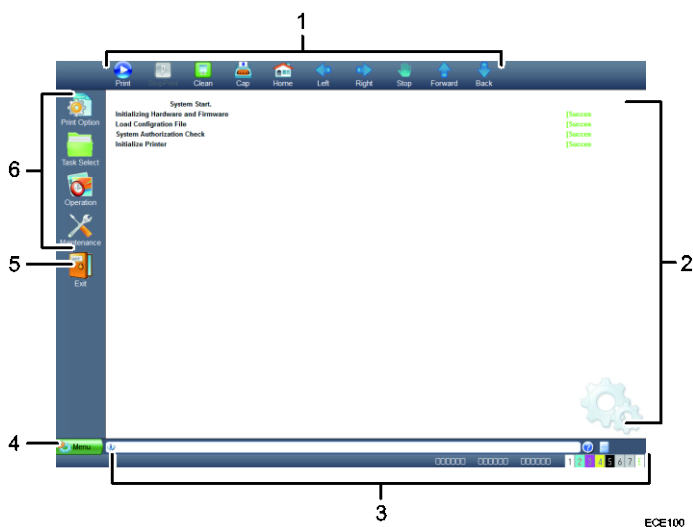 1
Print Clean Cap Home Left Right Stop Forward Back
System Start.
Initializing Hardware and Firmware [Succes
Load Configration File [Succes
System Authorization Check [Succes
Initialize Printer [Succes
Print Option
Task Select
6
Operation
Maintenance
5
Exit
2
4
Menu
1 2 4 5 6 7
3
ECE100